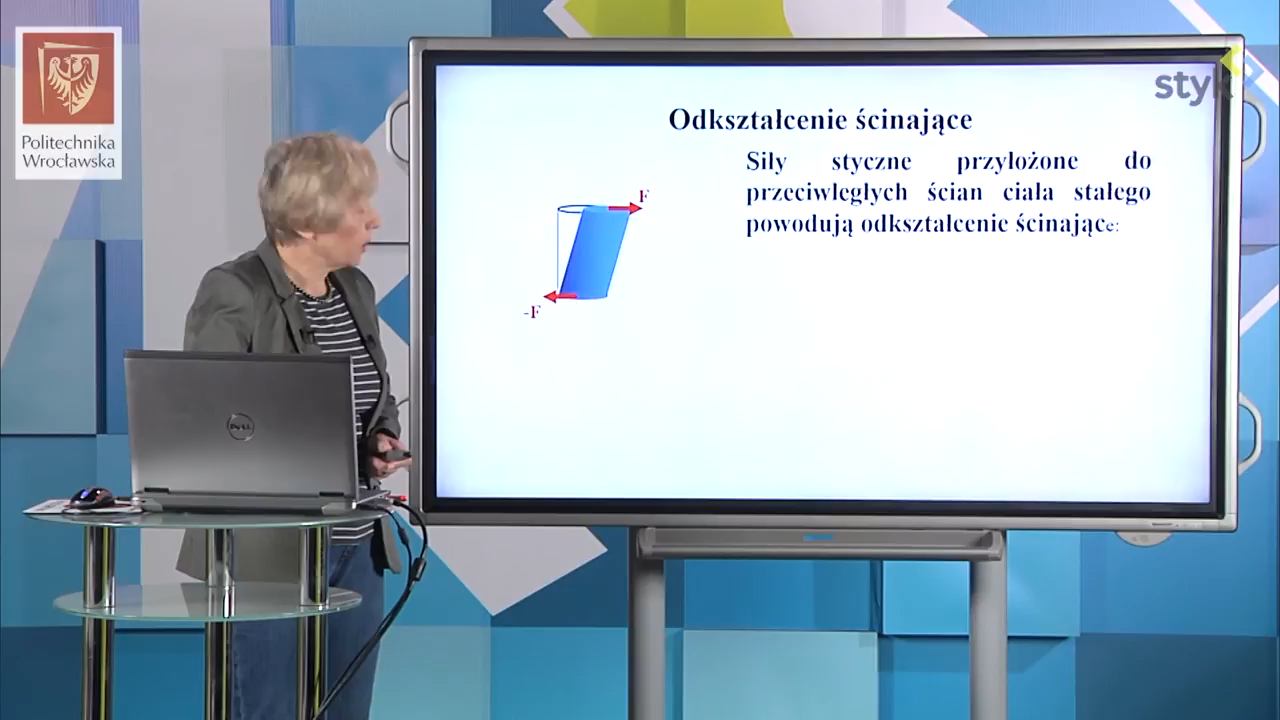 Politechnika
Wrocławska
styk
Odkształcenie ścinające
Siły styczne przyłożone do
przeciwległych ścian ciała stałego
powodują odkształcenie ścinające:
F
-F
DELL